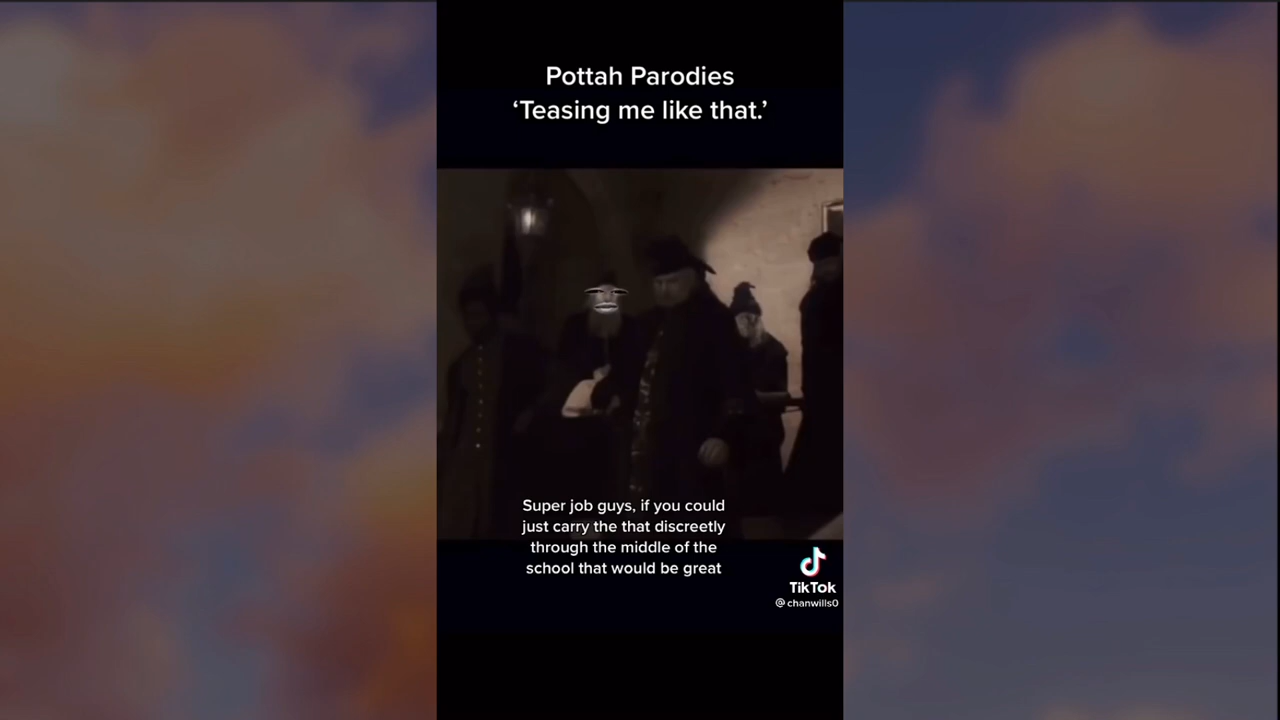 Pottah Parodies
‘Teasing me like that.’
Super job guys, if you could
just carry the that discreetly
through the middle of the
school that would be great
TikTok
@chanwills0